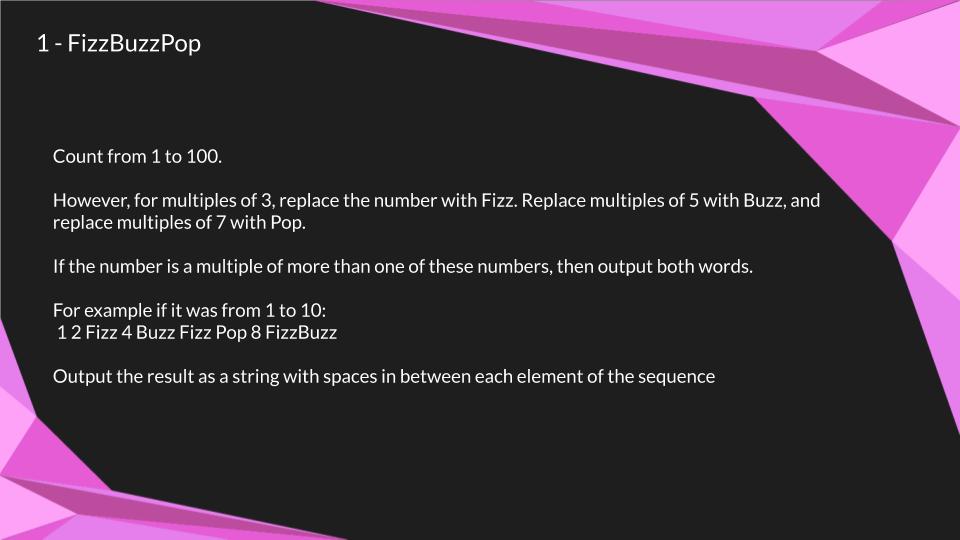 1 - FizzBuzzPop
Count from 1 to 100.
However, for multiples of 3, replace the number with Fizz. Replace multiples of 5 with Buzz, and
replace multiples of 7 with Pop.
If the number is a multiple of more than one of these numbers, then output both words.
For example if it was from 1 to 10:
1 2 Fizz 4 Buzz Fizz Pop 8 FizzBuzz
Output the result as a string with spaces in between each element of the sequence